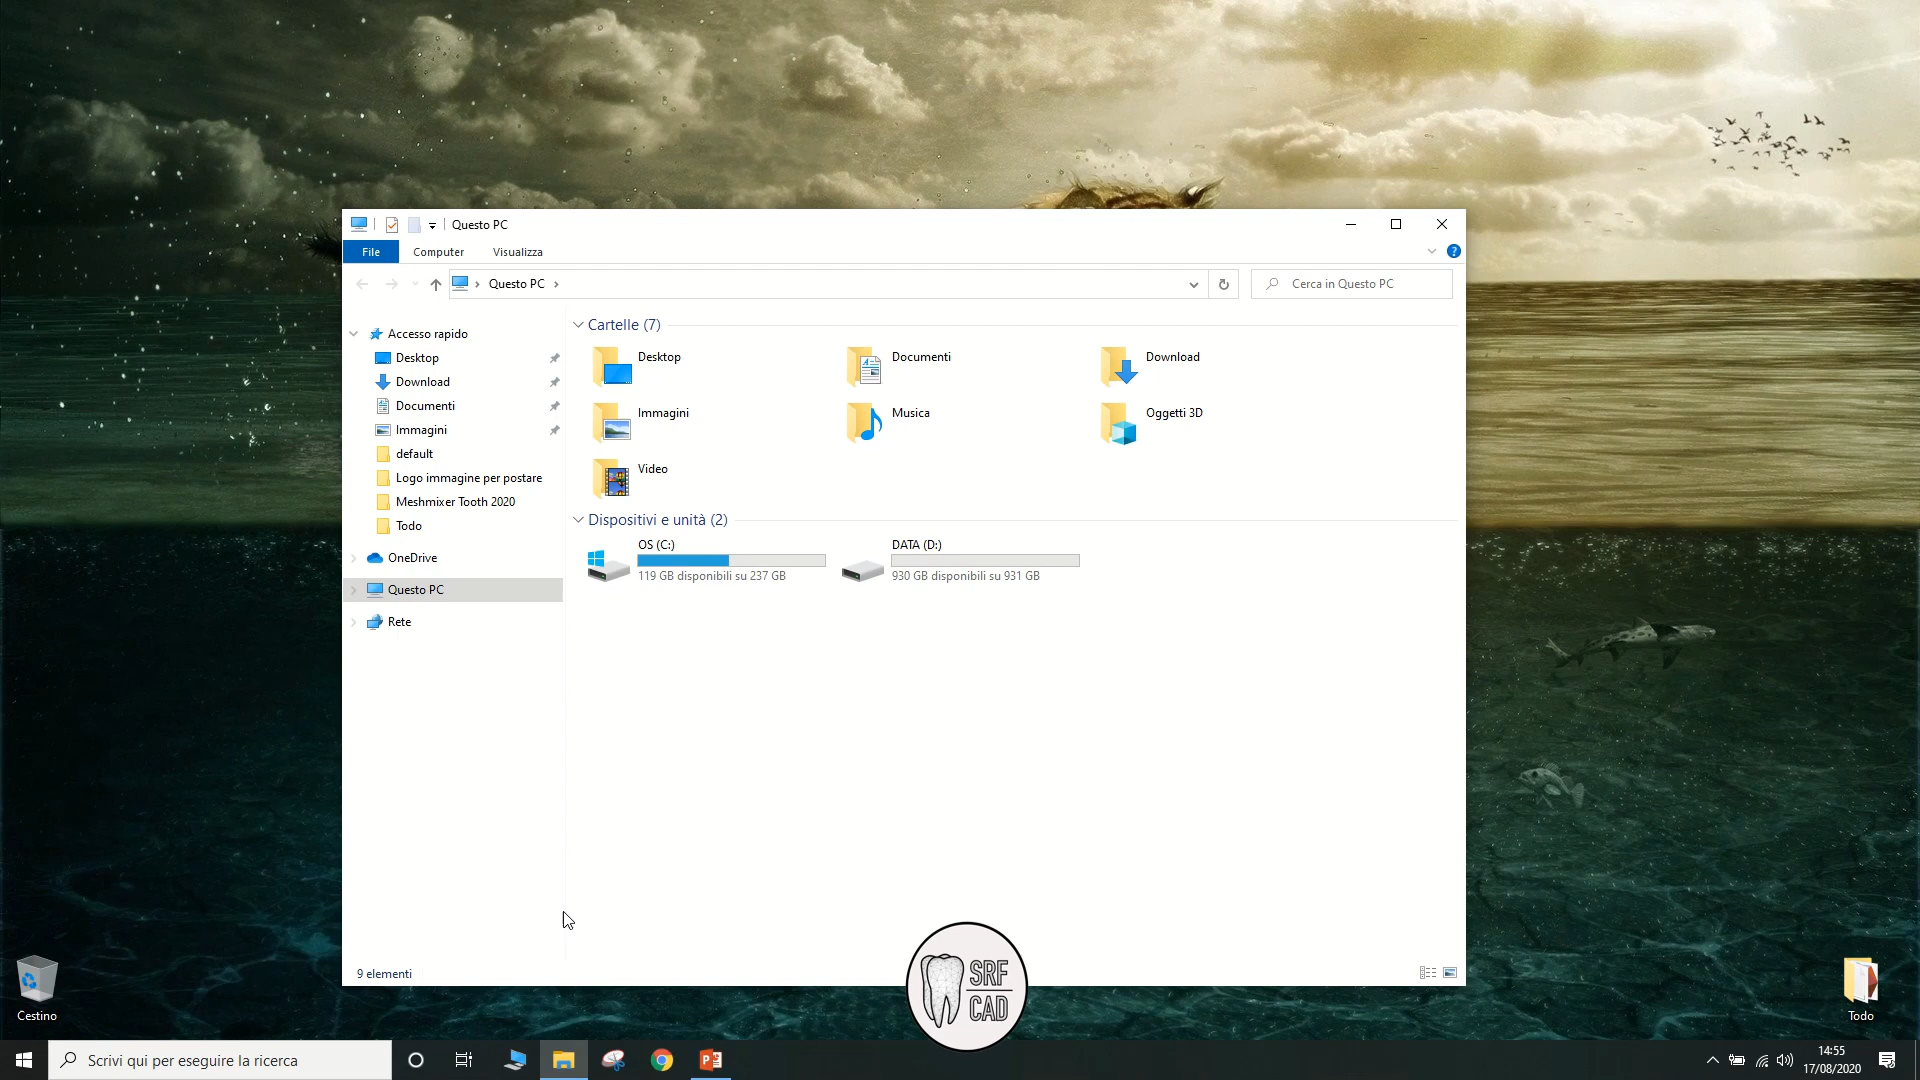 Questo PC
File
Computer
Visualizza
Questo PC
Cerca in Questo PC
Accesso rapido
Desktop
Download
Documenti
Immagini
default
Logo immagine per postare
Meshmixer Tooth 2020
Todo
OneDrive
Questo PC
Rete
Cartelle (7)
Desktop
Documenti
Download
Immagini
Musica
Oggetti 3D
Video
Dispositivi e unità (2)
OS (C:)
119 GB disponibili su 237 GB
DATA (D:)
930 GB disponibili su 931 GB
9 elementi
SRF
CAD
Cestino
Todo
Scrivi qui per eseguire la ricerca
14:55
17/08/2020